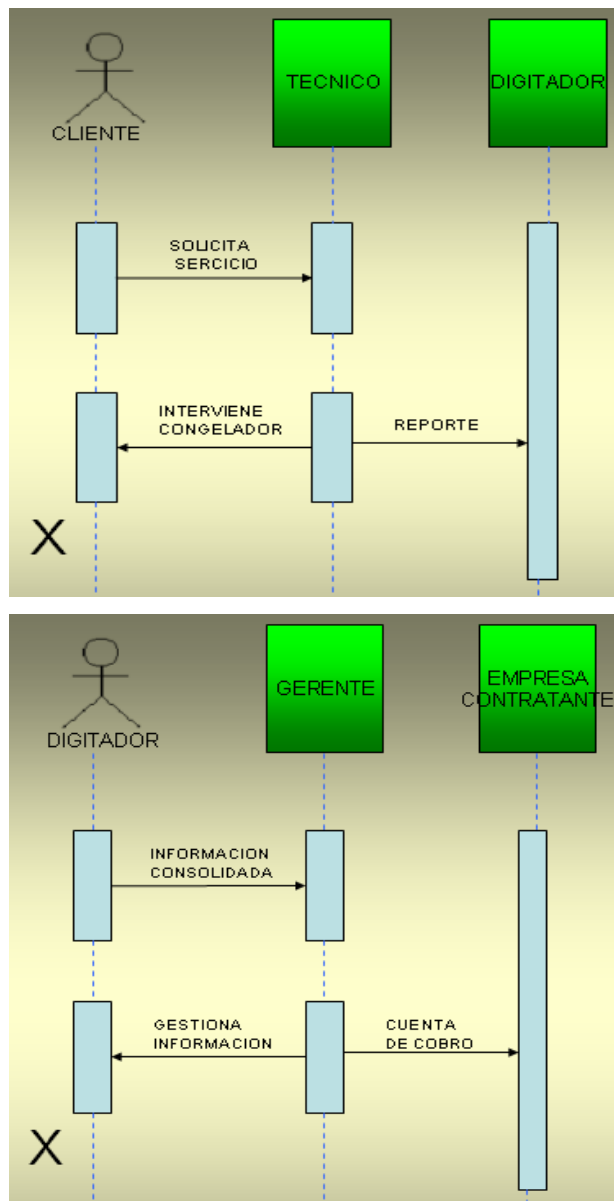 CLIENTE
TECNICO
DIGITADOR
SOLICITA
SERCICIO
INTERVIENE
CONGELADOR
REPORTE
X
DIGITADOR
GERENTE
EMPRESA
CONTRATANTE
INFORMACION
CONSOLIDADA
GESTIONA
INFORMACION
CUENTA
DE COBRO
X